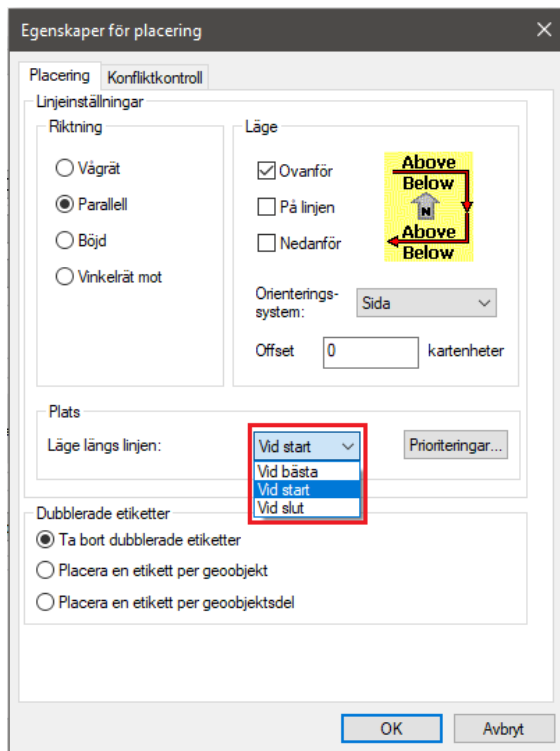 Egenskaper för placering
Placering
Konfliktkontroll
Linjeinställningar
Riktning
Vågrät
Parallell
Böjd
Vinkelrät mot
Läge
Ovanför
På linjen
Nedanför
Above
Below
N
Above
Below
Orienterings-
system:
Sida
Offset
0
kartenheter
Plats
Läge längs linjen:
Vid start
Prioriteringar...
Vid bästa
Vid start
Vid slut
Dubblerade etiketter
Ta bort dubblerade etiketter
Placera en etikett per geoobjekt
Placera en etikett per geoobjektsdel
OK
Avbryt